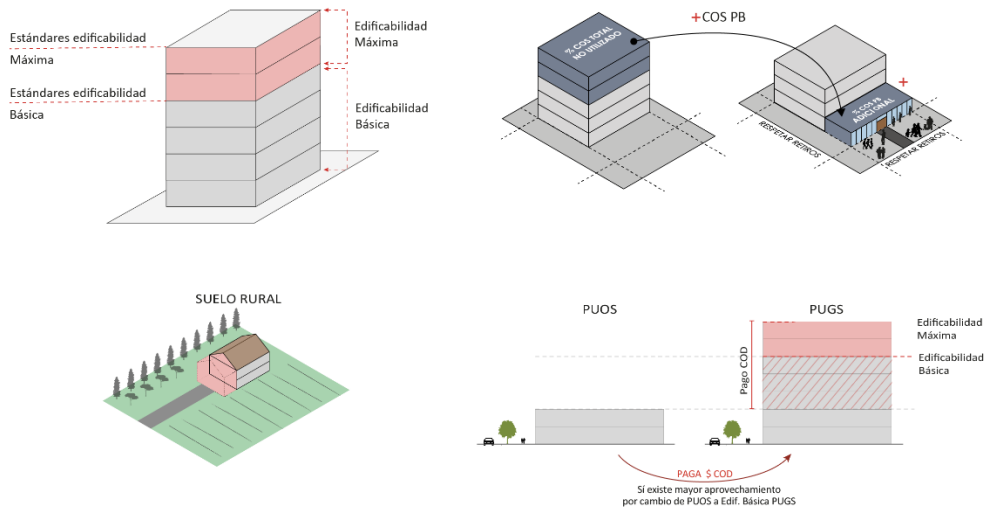 Estándares edificabilidad
Máxima
Estándares edificabilidad
Básica
Edificabilidad
Máxima
Edificabilidad
Básica
+COS PB
% COS TOTAL
NO UTILIZADO
+
% COS PB
ADICIONAL
RESPETAR RETIROS
RESPETAR RETIROS
SUELO RURAL
PUOS
PUGS
Pago COD
Edificabilidad
Máxima
Edificabilidad
Básica
PAGA $ COD
Sí existe mayor aprovechamiento
por cambio de PUOS a Edif. Básica PUGS